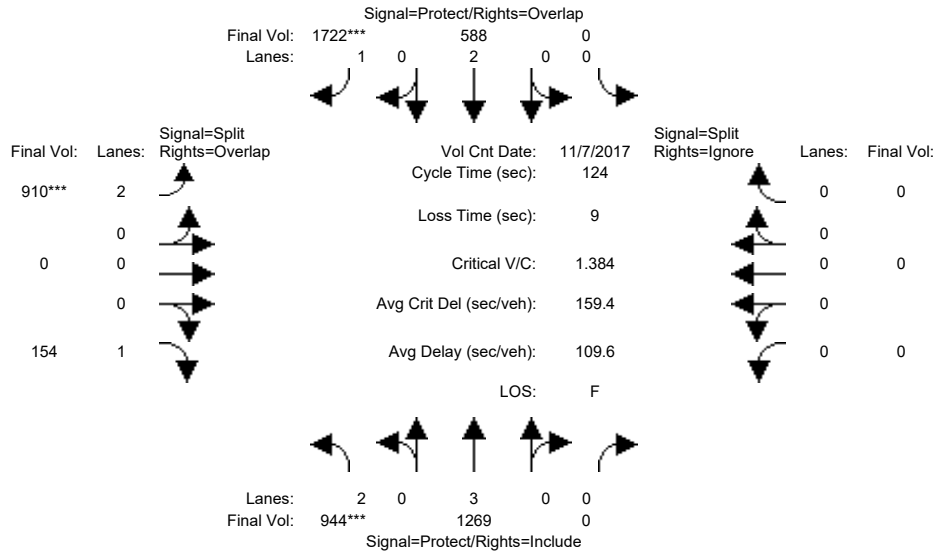 Signal=Protect/Rights=Overlap
Final Vol: 1722*** 588 0
Lanes: 1 0 2 0 0
Signal=Split
Final Vol: Lanes: Rights=Overlap
Vol Cnt Date: 11/7/2017
Signal=Split
Rights=Ignore Lanes: Final Vol:
Cycle Time (sec): 124
910*** 2
0 0
Loss Time (sec): 9
0
0
0 0
Critical V/C: 1.384
0 0
0
Avg Crit Del (sec/veh): 159.4
0
154 1
Avg Delay (sec/veh): 109.6
0 0
LOS: F
Lanes: 2 0 3 0 0
Final Vol: 944*** 1269 0
Signal=Protect/Rights=Include